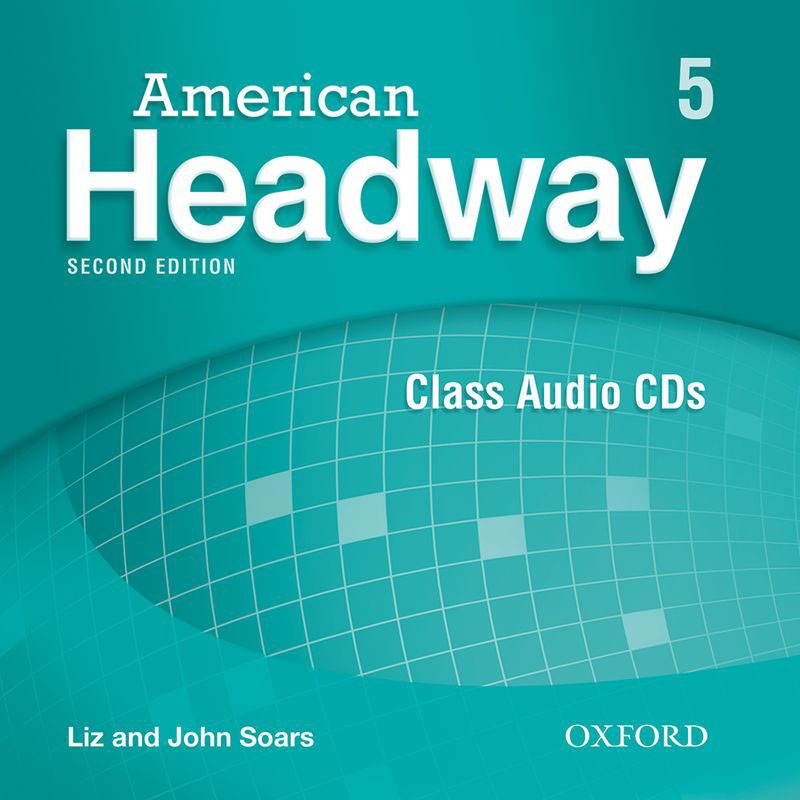 American
5
Headway
SECOND EDITION
Class Audio CDs
Liz and John Soars
OXFORD